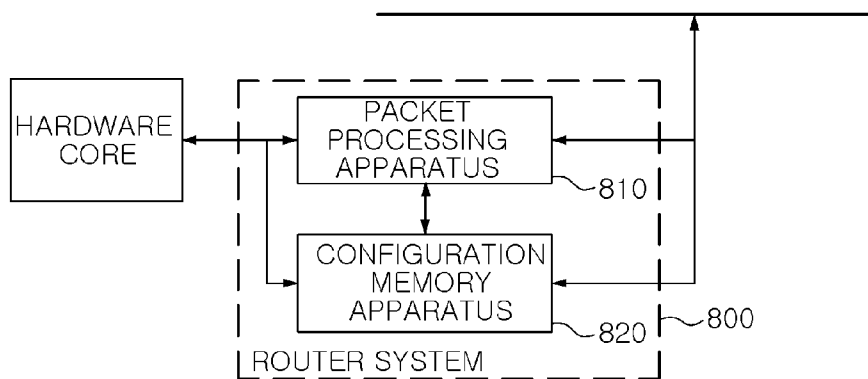 HARDWARE
CORE
PACKET
PROCESSING
APPARATUS
810
CONFIGURATION
MEMORY
APPARATUS
820
800
ROUTER SYSTEM